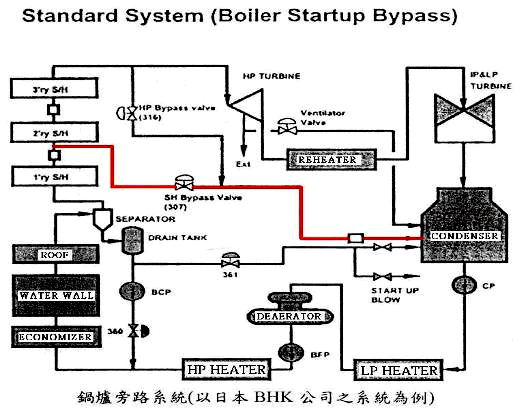 Standard System (Boiler Startup Bypass)
3'ry S/H
HP Bypass valve
(316)
HP TURBINE
Ventilator
Valve
IP&LP
TURBINE
2'ry S/H
Ext
REHEATER
1'ry S/H
SH Bypass Valve
(307)
SEPARATOR
DRAIN TANK
CONDENSER
ROOF
361
START UP
BLOW
CP
WATER WALL
BCP
DEAERATOR
ECONOMIZER
360
BFP
HP HEATER
LP HEATER
鍋爐旁路系統(以日本 BHK 公司之系統為例)